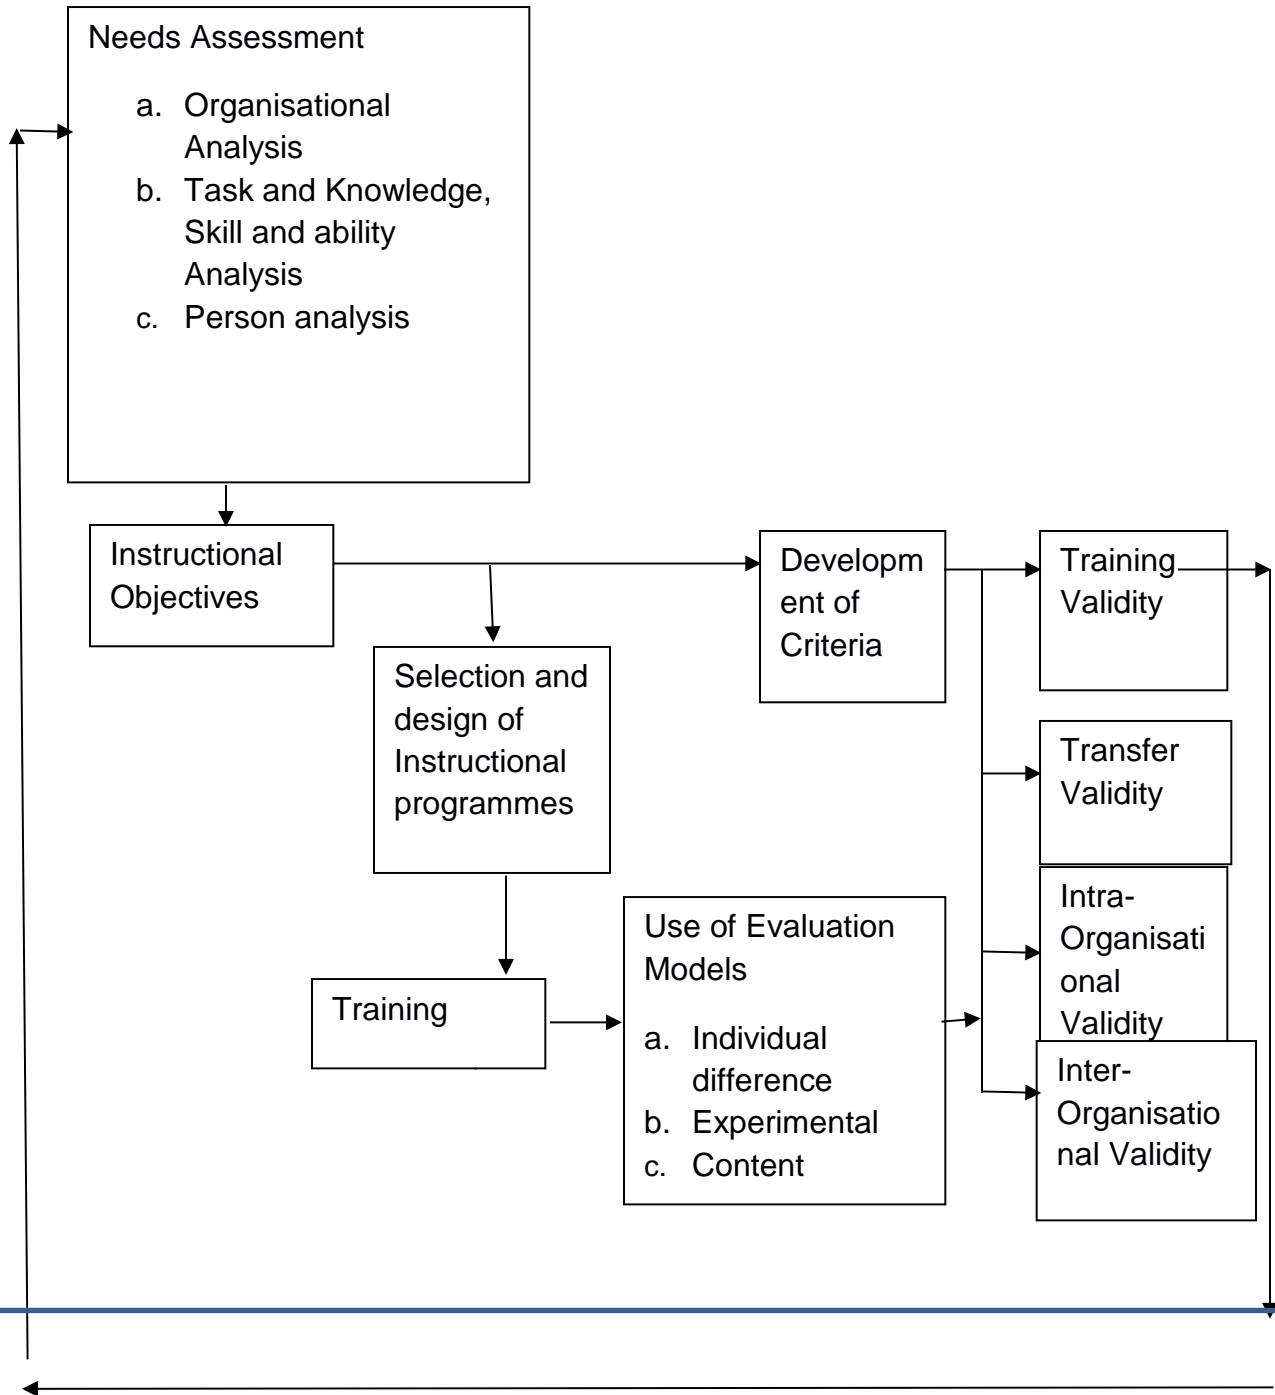 Needs Assessment
a. Organisational
Analysis
b. Task and Knowledge,
Skill and ability
Analysis
c. Person analysis
Instructional
Objectives
Selection and
design of
Instructional
programmes
Training
Use of Evaluation
Models
a. Individual
difference
b. Experimental
c. Content
Developm
ent of
Criteria
Training
Validity
Transfer
Validity
Intra-
Organisati
onal
Validity
Inter-
Organisatio
nal Validity